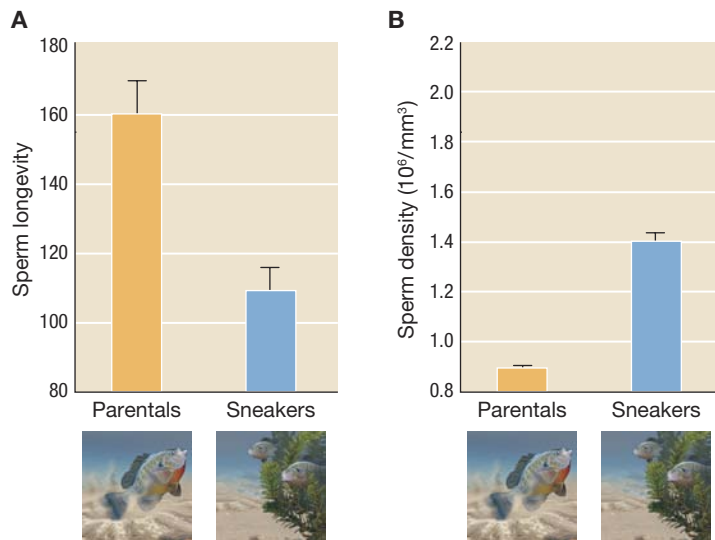 A
Sperm longevity
180
160
140
120
100
80
Parentals
Sneakers
B
Sperm density (10⁶/mm³)
2.2
2.0
1.8
1.6
1.4
1.2
1.0
0.8
Parentals
Sneakers